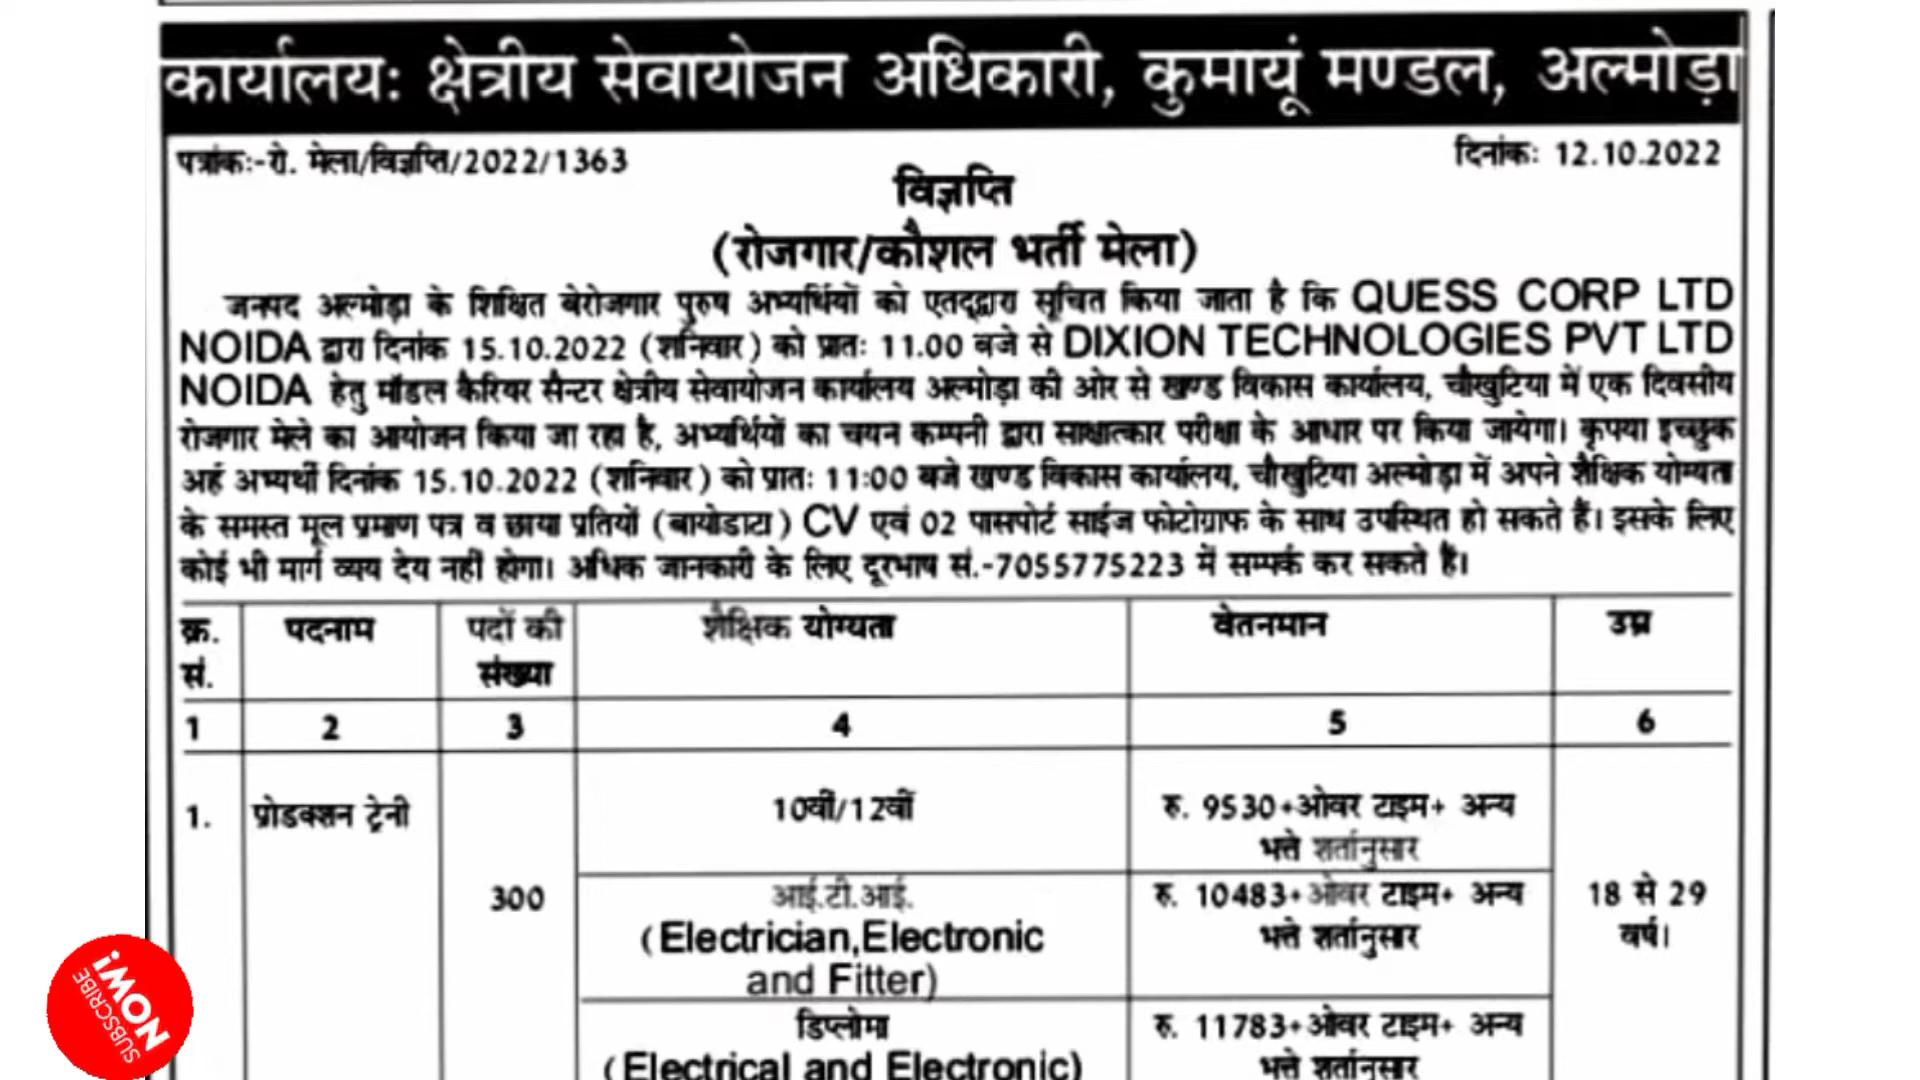 कार्यालयः क्षेत्रीय सेवायोजन अधिकारी, कुमायूं मण्डल, अल्मोड़ा
पत्रांकः-रो. मेला/विज्ञप्ति/2022/1363
दिनांकः 12.10.2022
विज्ञप्ति
(रोजगार/कौशल भर्ती मेला)
जनपद अल्मोड़ा के शिक्षित बेरोजगार पुरुष अभ्यर्थियों को एतद्द्वारा सूचित किया जाता है कि QUESS CORP LTD
NOIDA द्वारा दिनांक 15.10.2022 (शनिवार) को प्रातः 11.00 बजे से DIXION TECHNOLOGIES PVT LTD
NOIDA हेतु मॉडल कैरियर सैन्टर क्षेत्रीय सेवायोजन कार्यालय अल्मोड़ा की ओर से खण्ड विकास कार्यालय, चौखुटिया में एक दिवसीय
रोजगार मेले का आयोजन किया जा रहा है, अभ्यर्थियों का चयन कम्पनी द्वारा साक्षात्कार परीक्षा के आधार पर किया जायेगा। कृपया इच्छुक
अर्ह अभ्यर्थी दिनांक 15.10.2022 (शनिवार) को प्रातः 11:00 बजे खण्ड विकास कार्यालय, चौखुटिया अल्मोड़ा में अपने शैक्षिक योग्यता
के समस्त मूल प्रमाण पत्र व छाया प्रतियों (बायोडाटा) CV एवं 02 पासपोर्ट साईज फोटोग्राफ के साथ उपस्थित हो सकते हैं। इसके लिए
कोई भी मार्ग व्यय देय नहीं होगा। अधिक जानकारी के लिए दूरभाष सं.-7055775223 में सम्पर्क कर सकते हैं।
क्र. सं. पदनाम पदों की संख्या शैक्षिक योग्यता वेतनमान उम्र
1 2 3 4 5 6
1. प्रोडक्शन ट्रेनी 10वीं/12वीं रु. 9530+ओवर टाइम+ अन्य
भत्ते शर्तानुसार
300 आई.टी.आई. रु. 10483+ओवर टाइम+ अन्य 18 से 29
(Electrician,Electronic भत्ते शर्तानुसार वर्ष।
and Fitter)
डिप्लोमा रु. 11783+ओवर टाइम+ अन्य
(Electrical and Electronic) भत्ते शर्तानुसार
SUBSCRIBE
NOW!